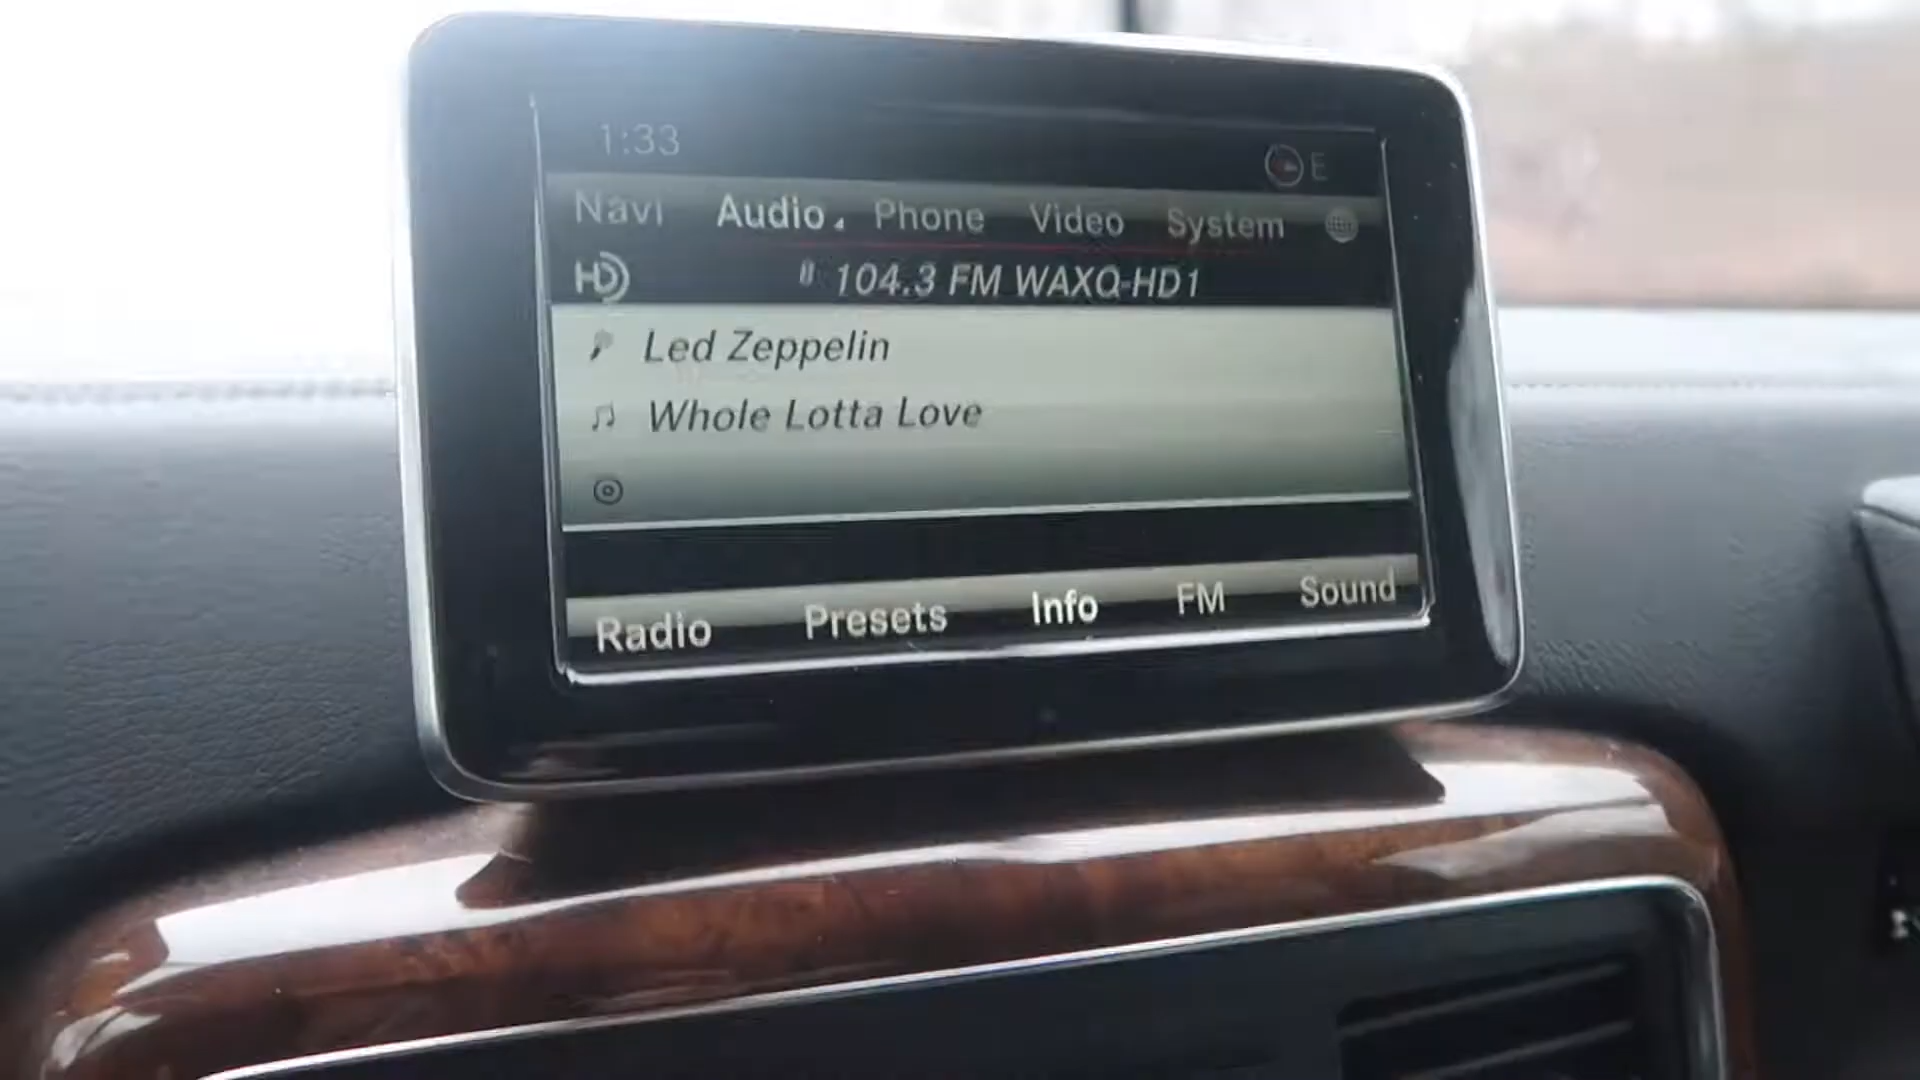 1:33
E
Navi Audio Phone Video System
HD 104.3 FM WAXQ-HD1
Led Zeppelin
Whole Lotta Love
Radio Presets Info FM Sound